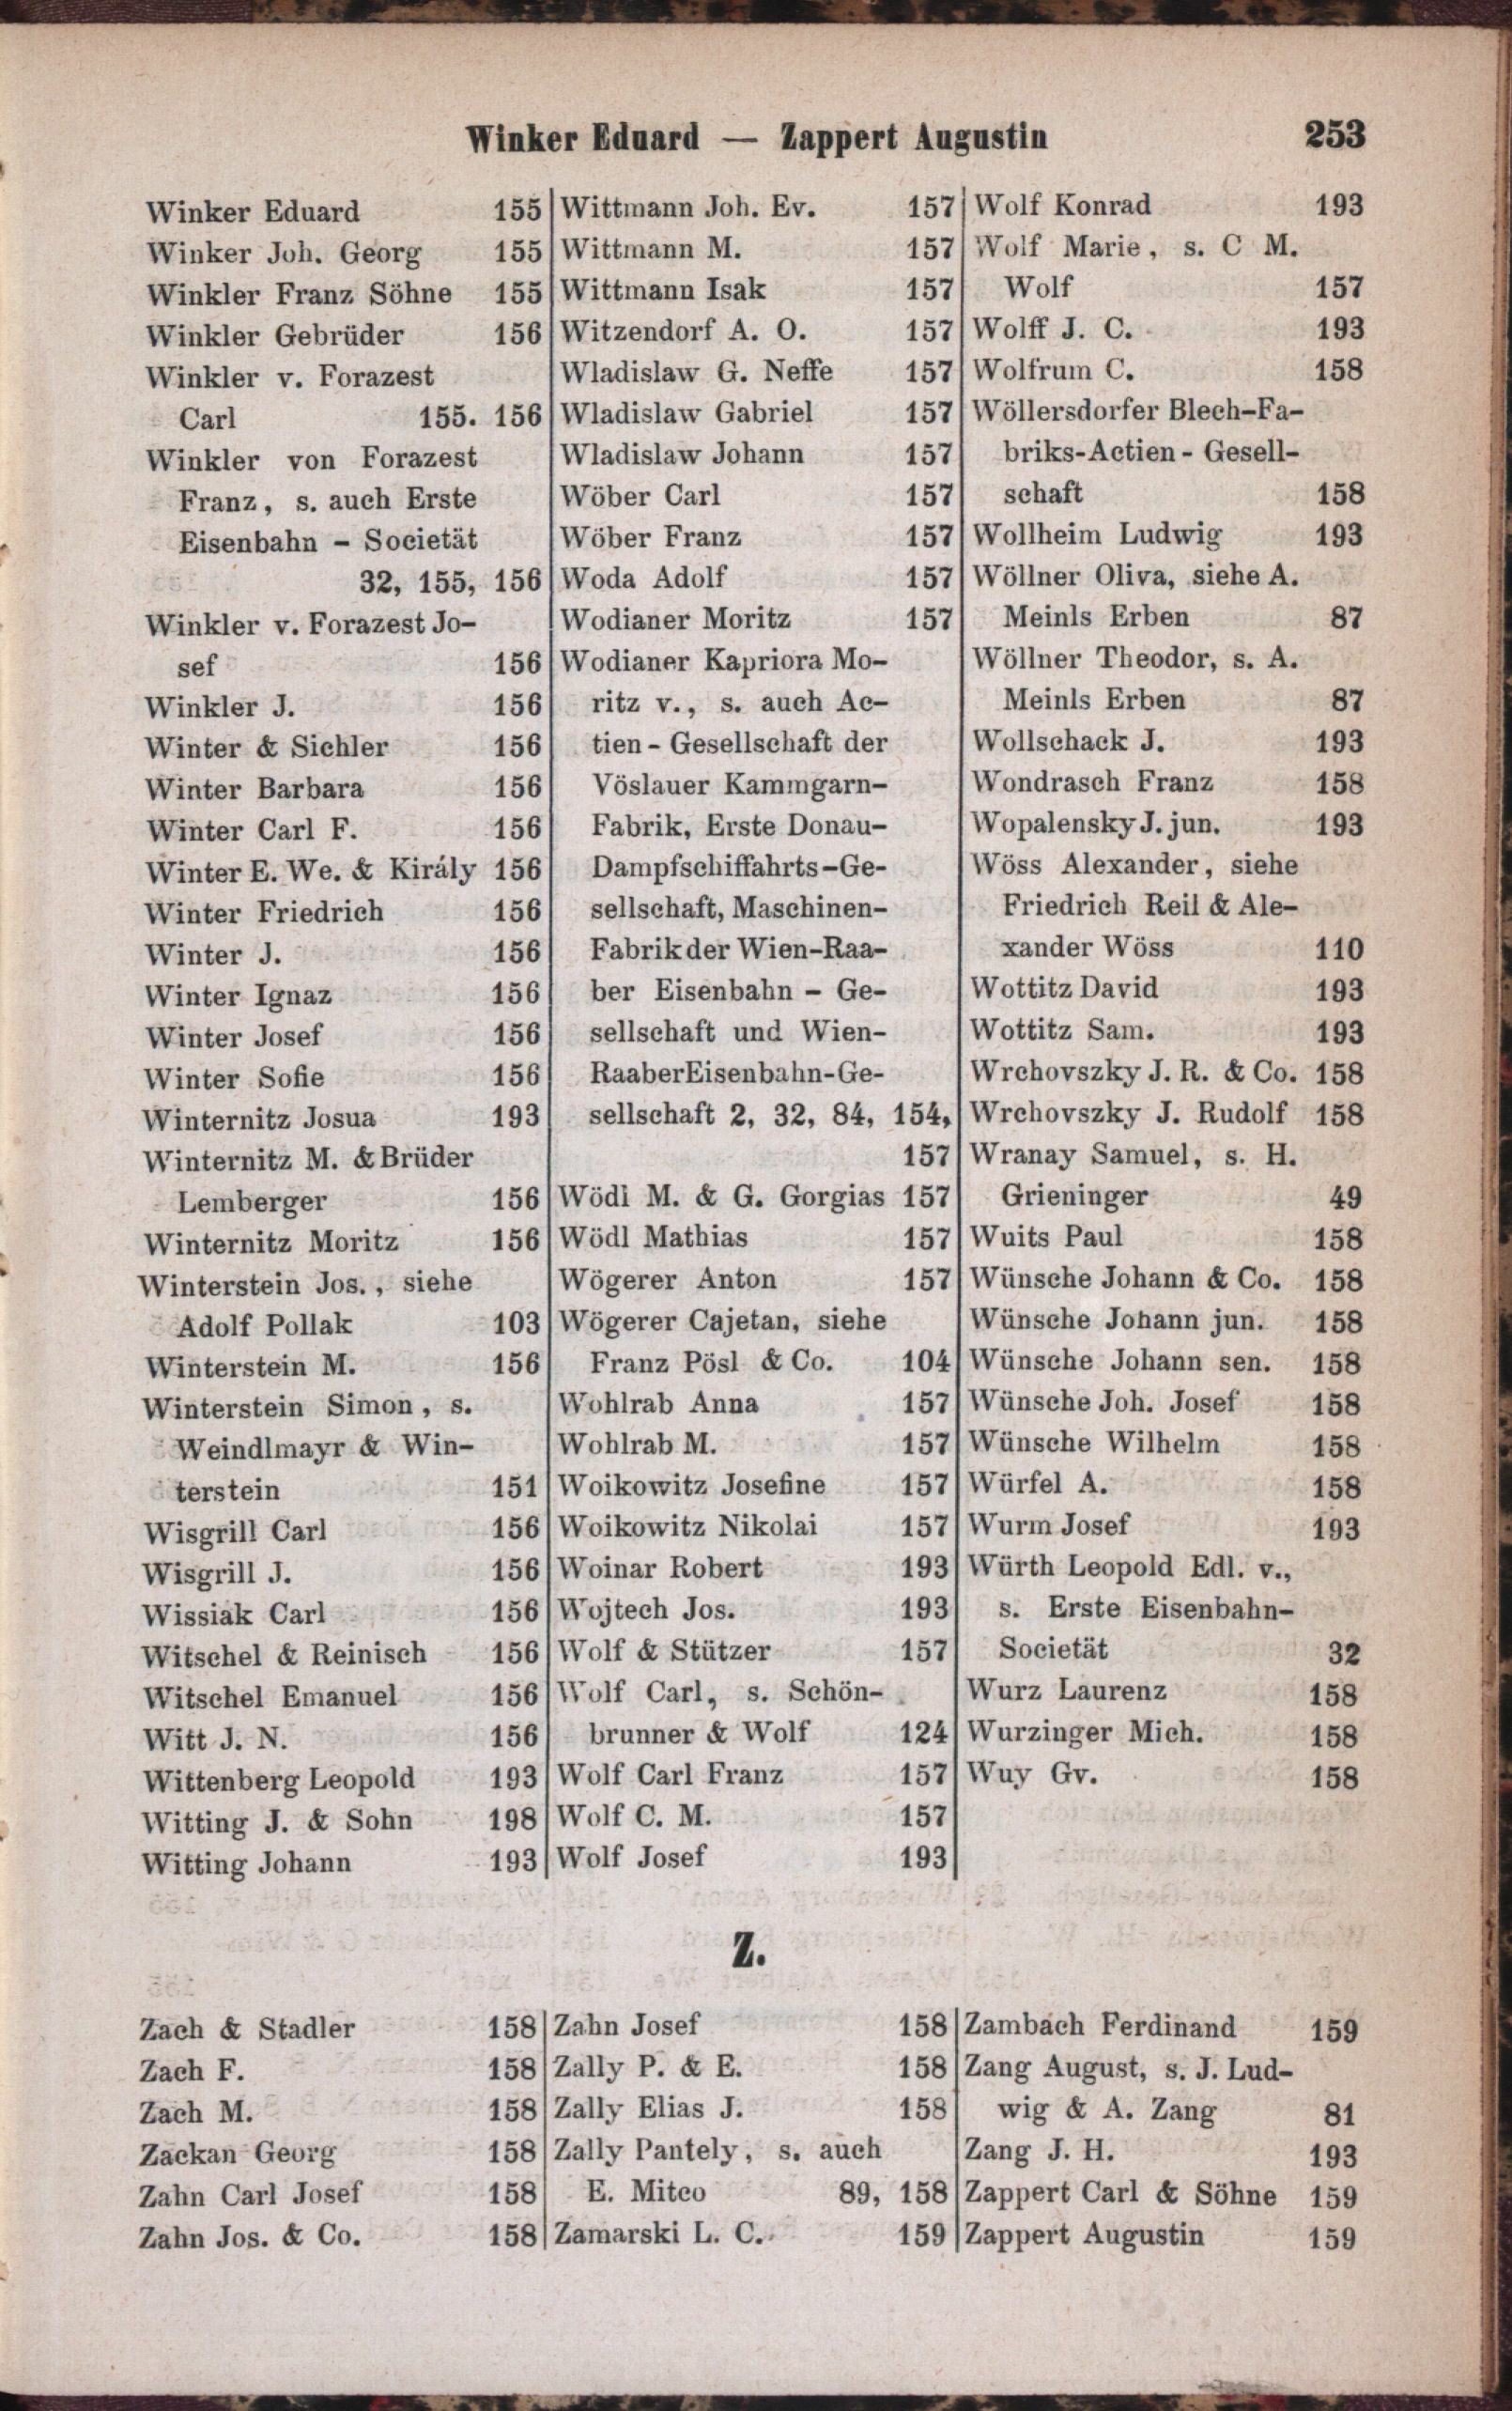 Winker Eduard — Zappert Augustin 253
Winker Eduard 155
Winker Joh. Georg 155
Winkler Franz Söhne 155
Winkler Gebrüder 156
Winkler v. Forazest
Carl 155. 156
Winkler von Forazest
Franz, s. auch Erste
Eisenbahn - Societät
32, 155, 156
Winkler v. Forazest Jo-
sef 156
Winkler J. 156
Winter & Sichler 156
Winter Barbara 156
Winter Carl F. 156
Winter E. We. & Király 156
Winter Friedrich 156
Winter J. 156
Winter Ignaz 156
Winter Josef 156
Winter Sofie 156
Winternitz Josua 193
Winternitz M. & Brüder
Lemberger 156
Winternitz Moritz 156
Winterstein Jos., siehe
Adolf Pollak 103
Winterstein M. 156
Winterstein Simon, s.
Weindlmayr & Win-
terstein 151
Wisgrill Carl 156
Wisgrill J. 156
Wissiak Carl 156
Witschel & Reinisch 156
Witschel Emanuel 156
Witt J. N. 156
Wittenberg Leopold 193
Witting J. & Sohn 198
Witting Johann 193
Wittmann Joh. Ev. 157
Wittmann M. 157
Wittmann Isak 157
Witzendorf A. O. 157
Wladislaw G. Neffe 157
Wladislaw Gabriel 157
Wladislaw Johann 157
Wöber Carl 157
Wöber Franz 157
Woda Adolf 157
Wodianer Moritz 157
Wodianer Kapriora Mo-
ritz v., s. auch Ac-
tien - Gesellschaft der
Vöslauer Kammgarn-
Fabrik, Erste Donau-
Dampfschiffahrts-Ge-
sellschaft, Maschinen-
Fabrik der Wien-Raa-
ber Eisenbahn - Ge-
sellschaft und Wien-
RaaberEisenbahn-Ge-
sellschaft 2, 32, 84, 154,
157
Wödl M. & G. Gorgias 157
Wödl Mathias 157
Wögerer Anton 157
Wögerer Cajetan, siehe
Franz Pösl & Co. 104
Wohlrab Anna 157
Wohlrab M. 157
Woikowitz Josefine 157
Woikowitz Nikolai 157
Woinar Robert 193
Wojtech Jos. 193
Wolf & Stützer 157
Wolf Carl, s. Schön-
brunner & Wolf 124
Wolf Carl Franz 157
Wolf C. M. 157
Wolf Josef 193
Wolf Konrad 193
Wolf Marie, s. C M.
Wolf 157
Wolff J. C. 193
Wolfrum C. 158
Wöllersdorfer Blech-Fa-
briks-Actien - Gesell-
schaft 158
Wollheim Ludwig 193
Wöllner Oliva, siehe A.
Meinls Erben 87
Wöllner Theodor, s. A.
Meinls Erben 87
Wollschack J. 193
Wondrasch Franz 158
Wopalensky J. jun. 193
Wöss Alexander, siehe
Friedrich Reil & Ale-
xander Wöss 110
Wottitz David 193
Wottitz Sam. 193
Wrchovszky J. R. & Co. 158
Wrchovszky J. Rudolf 158
Wranay Samuel, s. H.
Grieninger 49
Wuits Paul 158
Wünsche Johann & Co. 158
Wünsche Johann jun. 158
Wünsche Johann sen. 158
Wünsche Joh. Josef 158
Wünsche Wilhelm 158
Würfel A. 158
Wurm Josef 193
Würth Leopold Edl. v.,
s. Erste Eisenbahn-
Societät 32
Wurz Laurenz 158
Wurzinger Mich. 158
Wuy Gv. 158
Z.
Zach & Stadler 158
Zach F. 158
Zach M. 158
Zackan Georg 158
Zahn Carl Josef 158
Zahn Jos. & Co. 158
Zahn Josef 158
Zally P. & E. 158
Zally Elias J. 158
Zally Pantely, s. auch
E. Mitco 89, 158
Zamarski L. C. 159
Zambach Ferdinand 159
Zang August, s. J. Lud-
wig & A. Zang 81
Zang J. H. 193
Zappert Carl & Söhne 159
Zappert Augustin 159